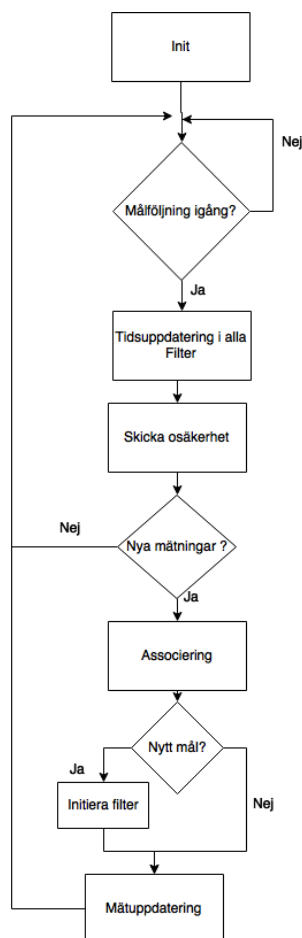 Init
Nej
Målföljning igång?
Ja
Tidsuppdatering i alla
Filter
Skicka osäkerhet
Nej
Nya mätningar ?
Ja
Associering
Nytt mål?
Ja
Initiera filter
Nej
Mätuppdatering